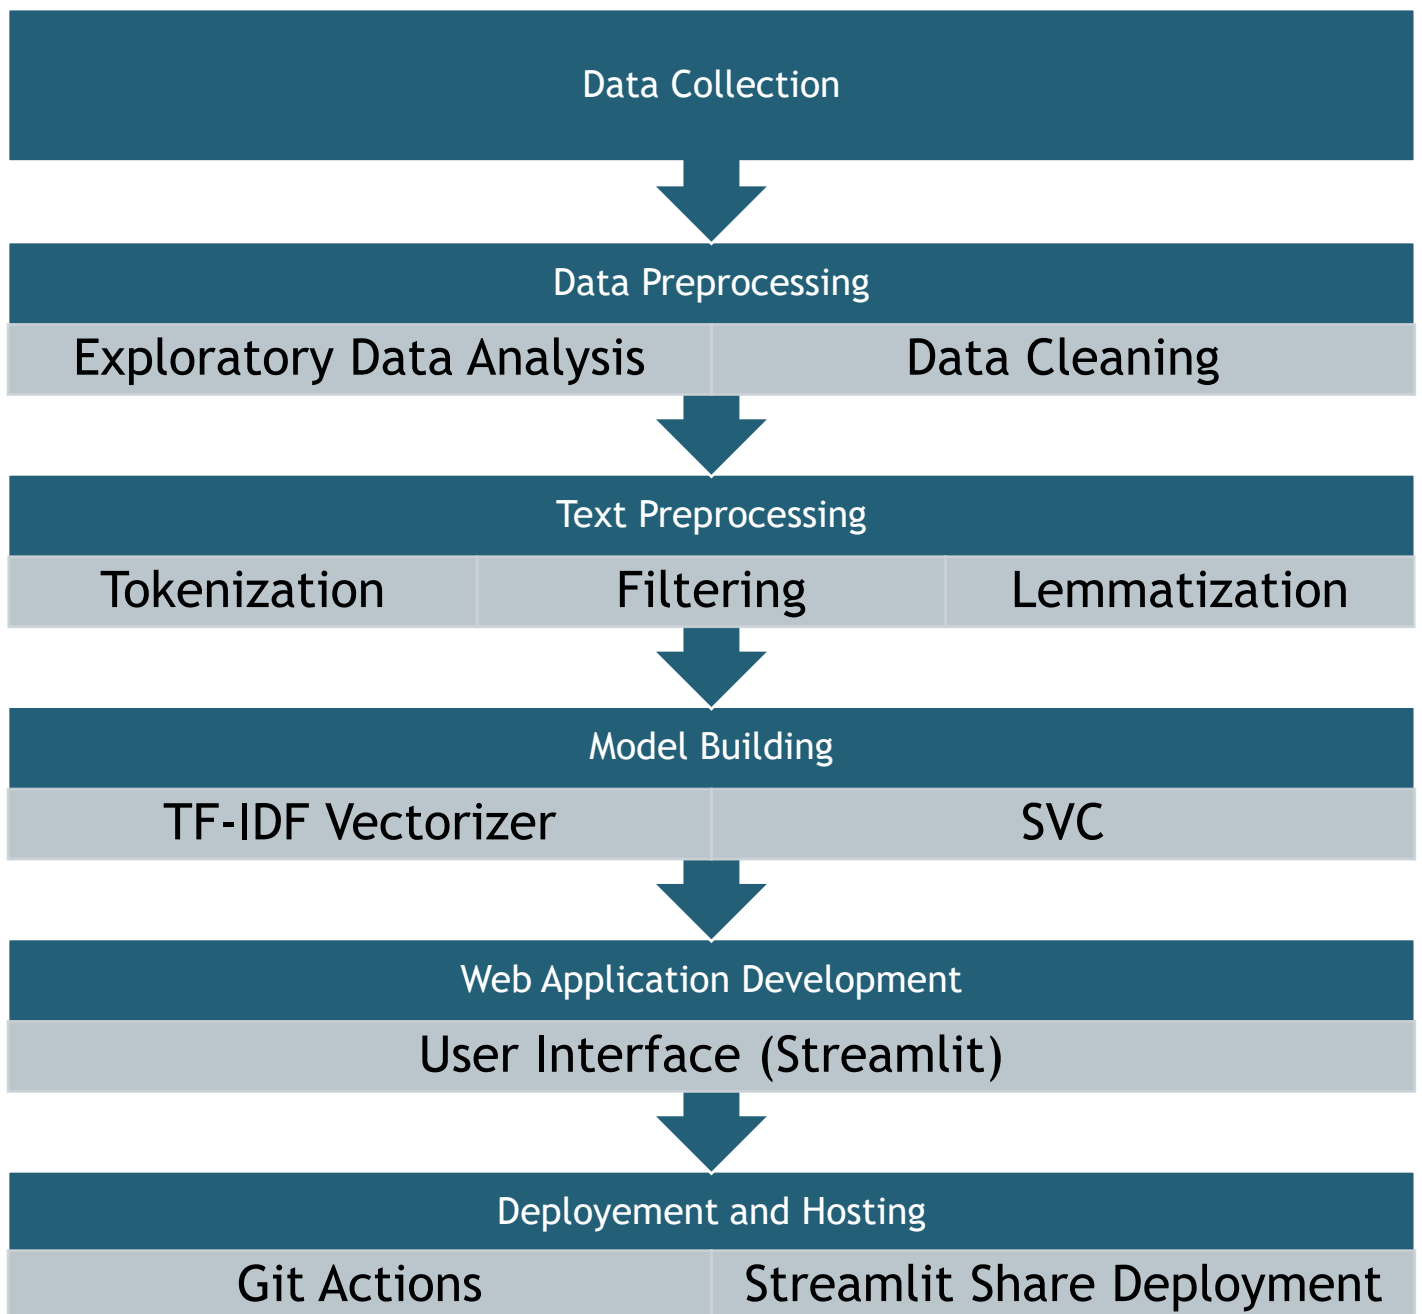 Data Collection
Data Preprocessing
Exploratory Data Analysis
Data Cleaning
Text Preprocessing
Tokenization
Filtering
Lemmatization
Model Building
TF-IDF Vectorizer
SVC
Web Application Development
User Interface (Streamlit)
Deployement and Hosting
Git Actions
Streamlit Share Deployment